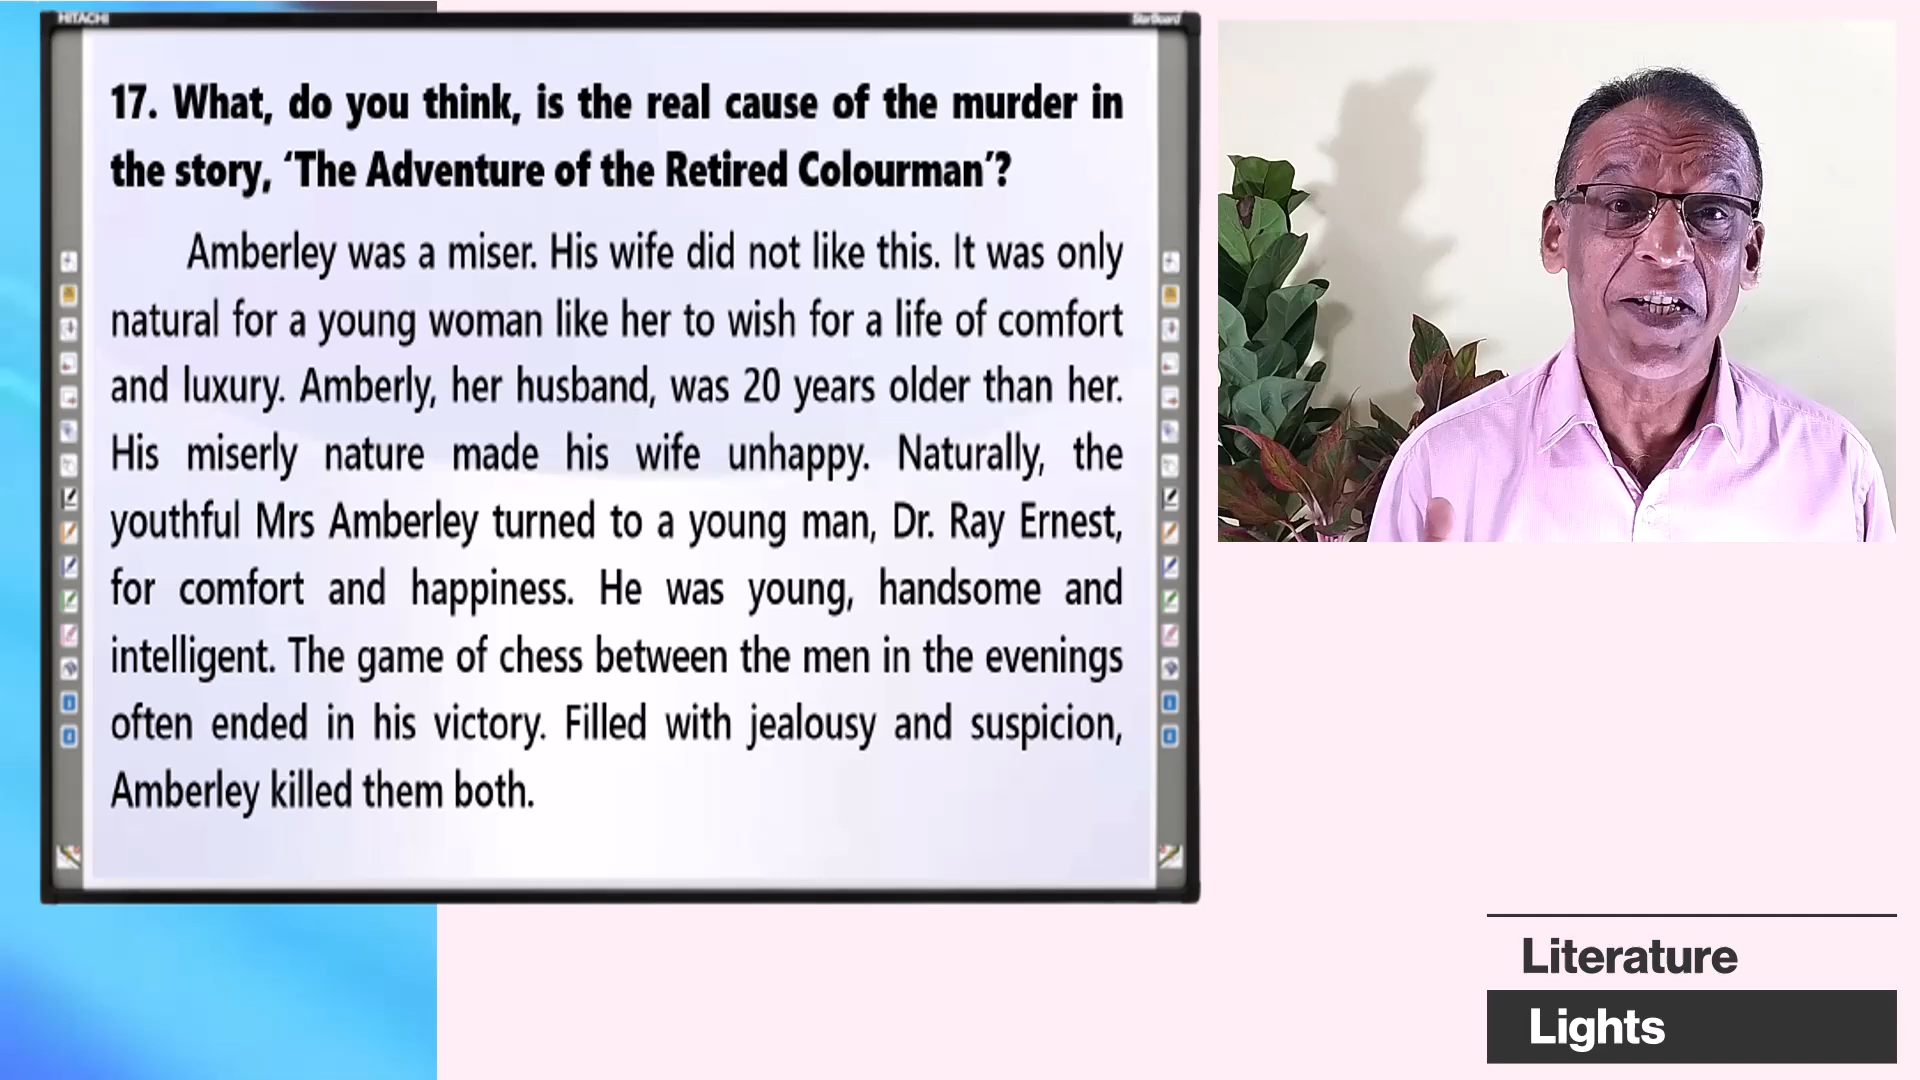 HITACHI
StarBoard
17. What, do you think, is the real cause of the murder in
the story, ‘The Adventure of the Retired Colourman’?
Amberley was a miser. His wife did not like this. It was only
natural for a young woman like her to wish for a life of comfort
and luxury. Amberly, her husband, was 20 years older than her.
His miserly nature made his wife unhappy. Naturally, the
youthful Mrs Amberley turned to a young man, Dr. Ray Ernest,
for comfort and happiness. He was young, handsome and
intelligent. The game of chess between the men in the evenings
often ended in his victory. Filled with jealousy and suspicion,
Amberley killed them both.
Literature
Lights